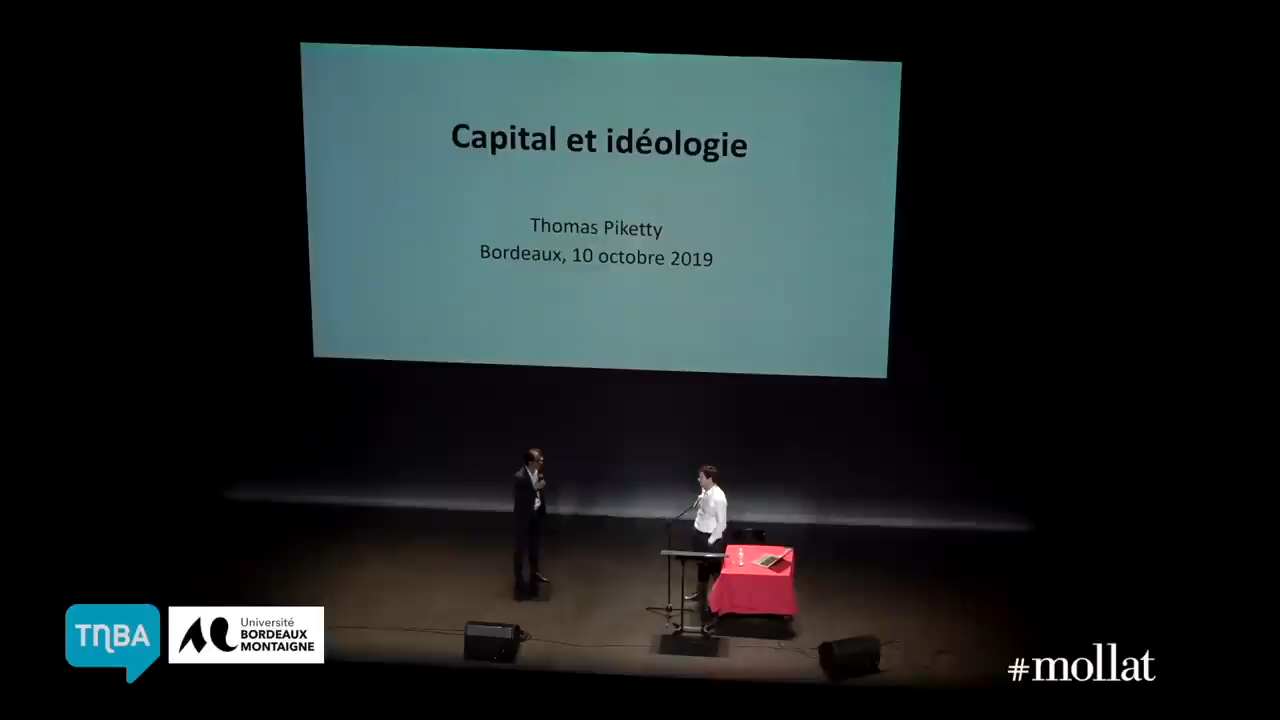 Capital et idéologie
Thomas Piketty
Bordeaux, 10 octobre 2019
TnBA
Université
BORDEAUX
MONTAIGNE
#mollat